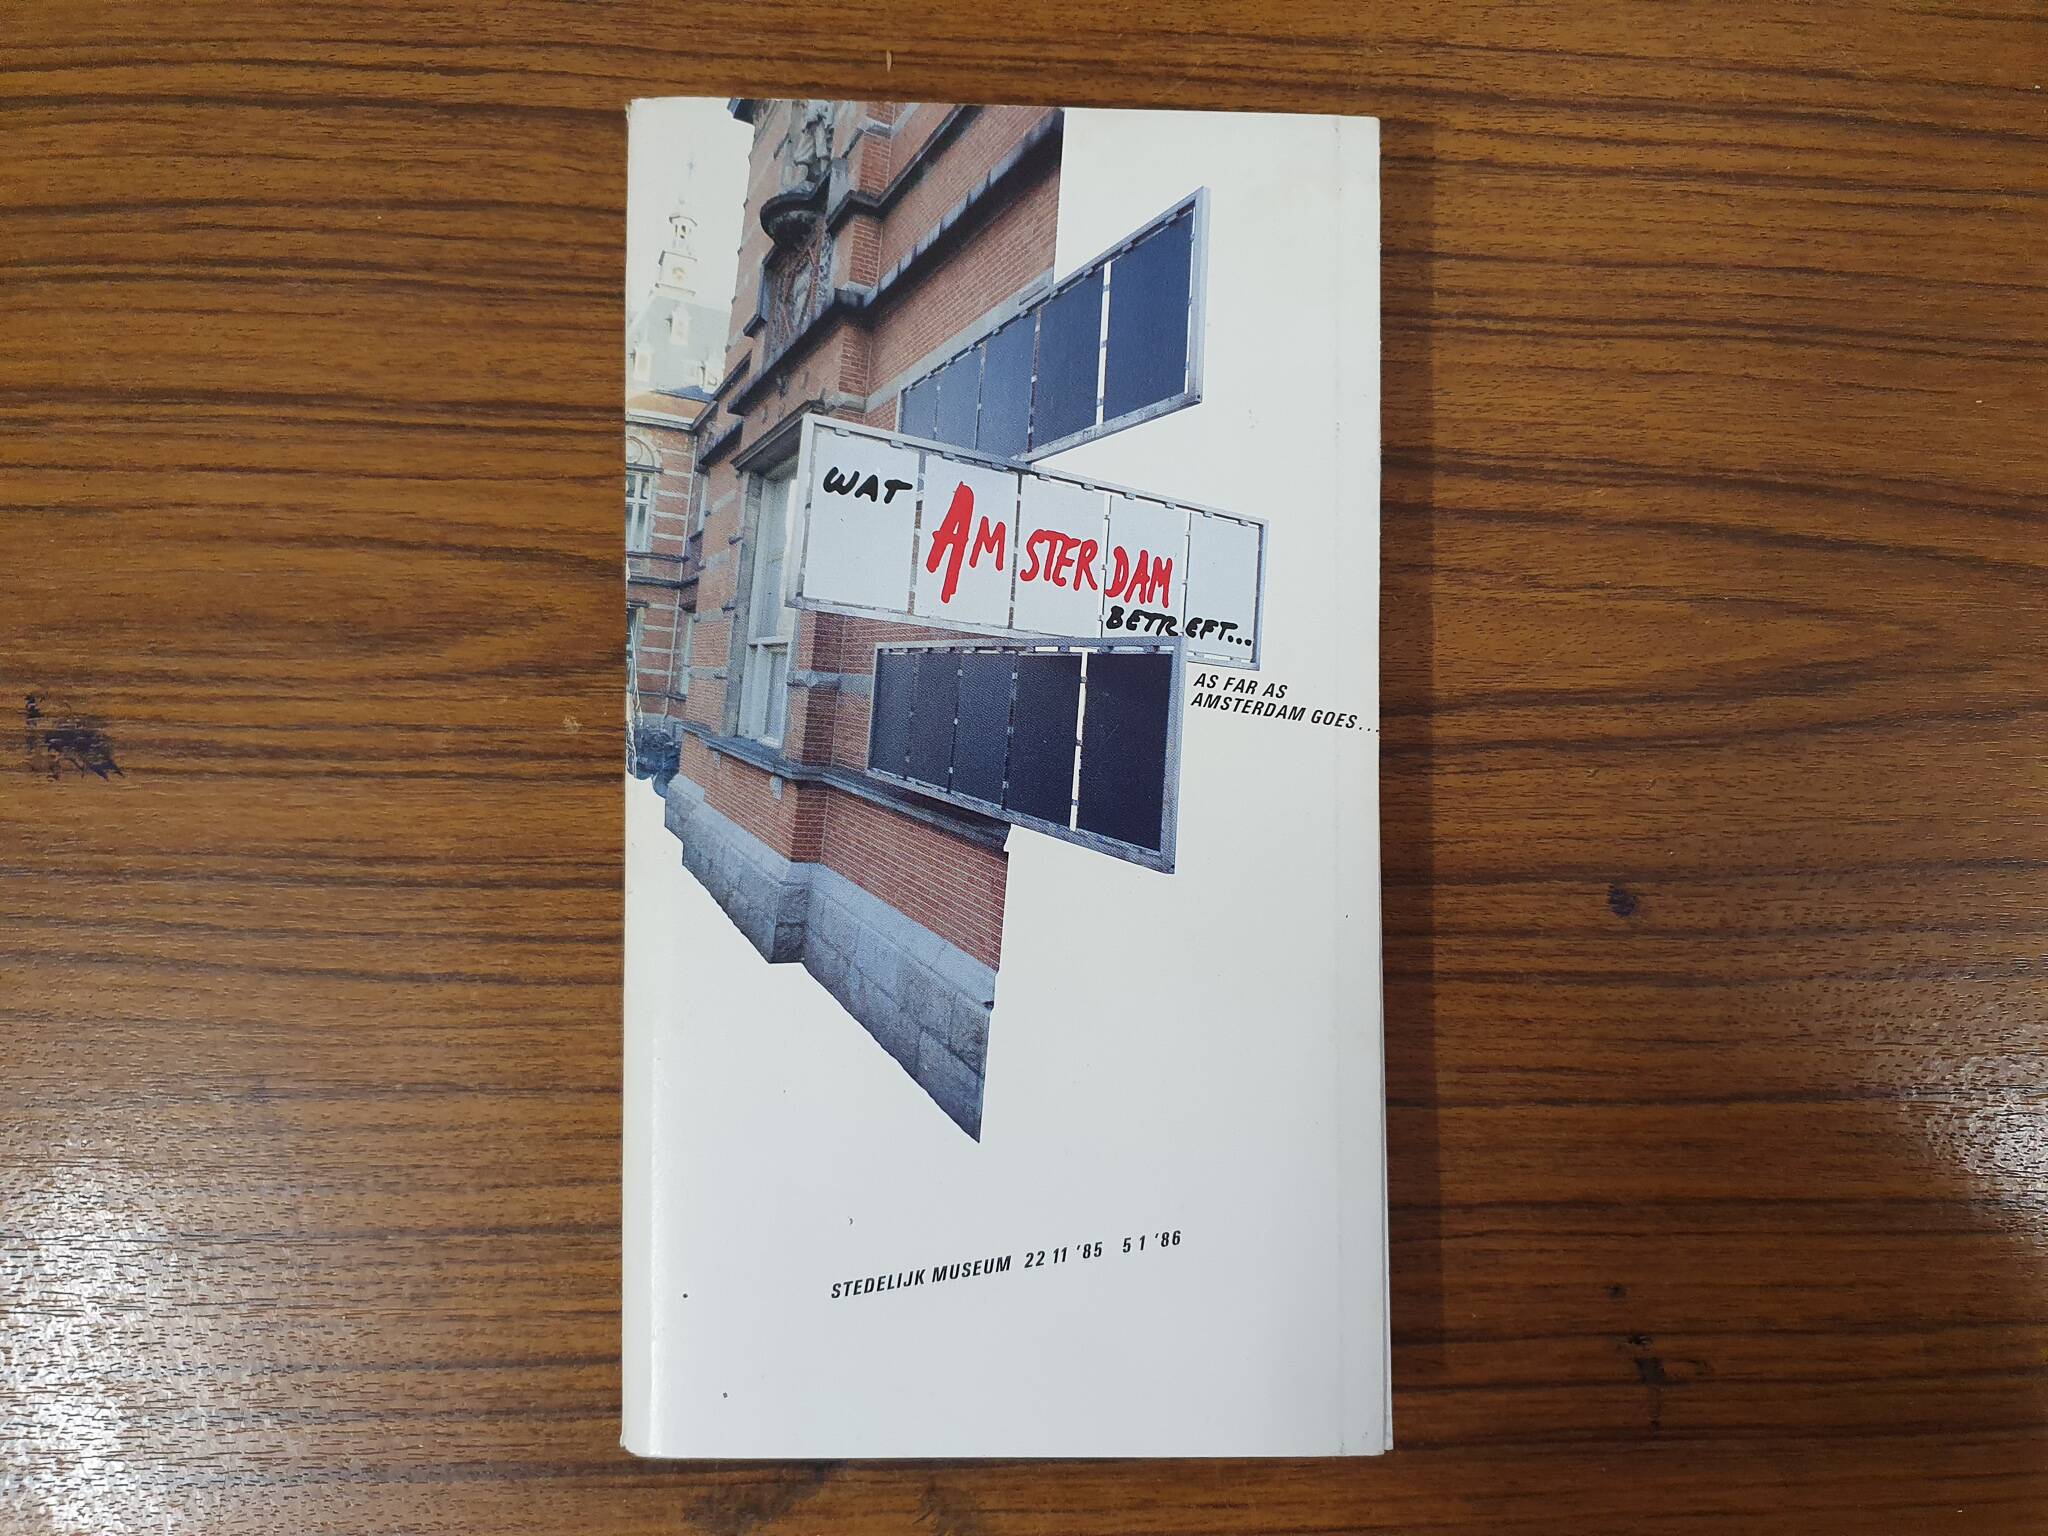 WAT
AMSTERDAM
BETREFT...
AS FAR AS
AMSTERDAM GOES...
STEDELIJK MUSEUM 22 11 '85 5 1 '86